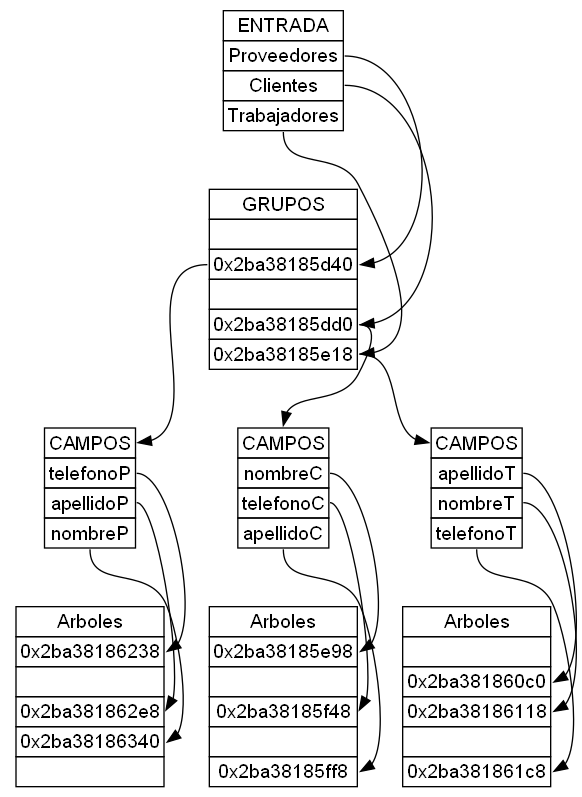 ENTRADA
Proveedores
Clientes
Trabajadores
GRUPOS
0x2ba38185d40
0x2ba38185dd0
0x2ba38185e18
CAMPOS
telefonoP
apellidoP
nombreP
CAMPOS
nombreC
telefonoC
apellidoC
CAMPOS
apellidoT
nombreT
telefonoT
Arboles
0x2ba38186238
0x2ba381862e8
0x2ba38186340
Arboles
0x2ba38185e98
0x2ba38185f48
0x2ba38185ff8
Arboles
0x2ba381860c0
0x2ba38186118
0x2ba381861c8